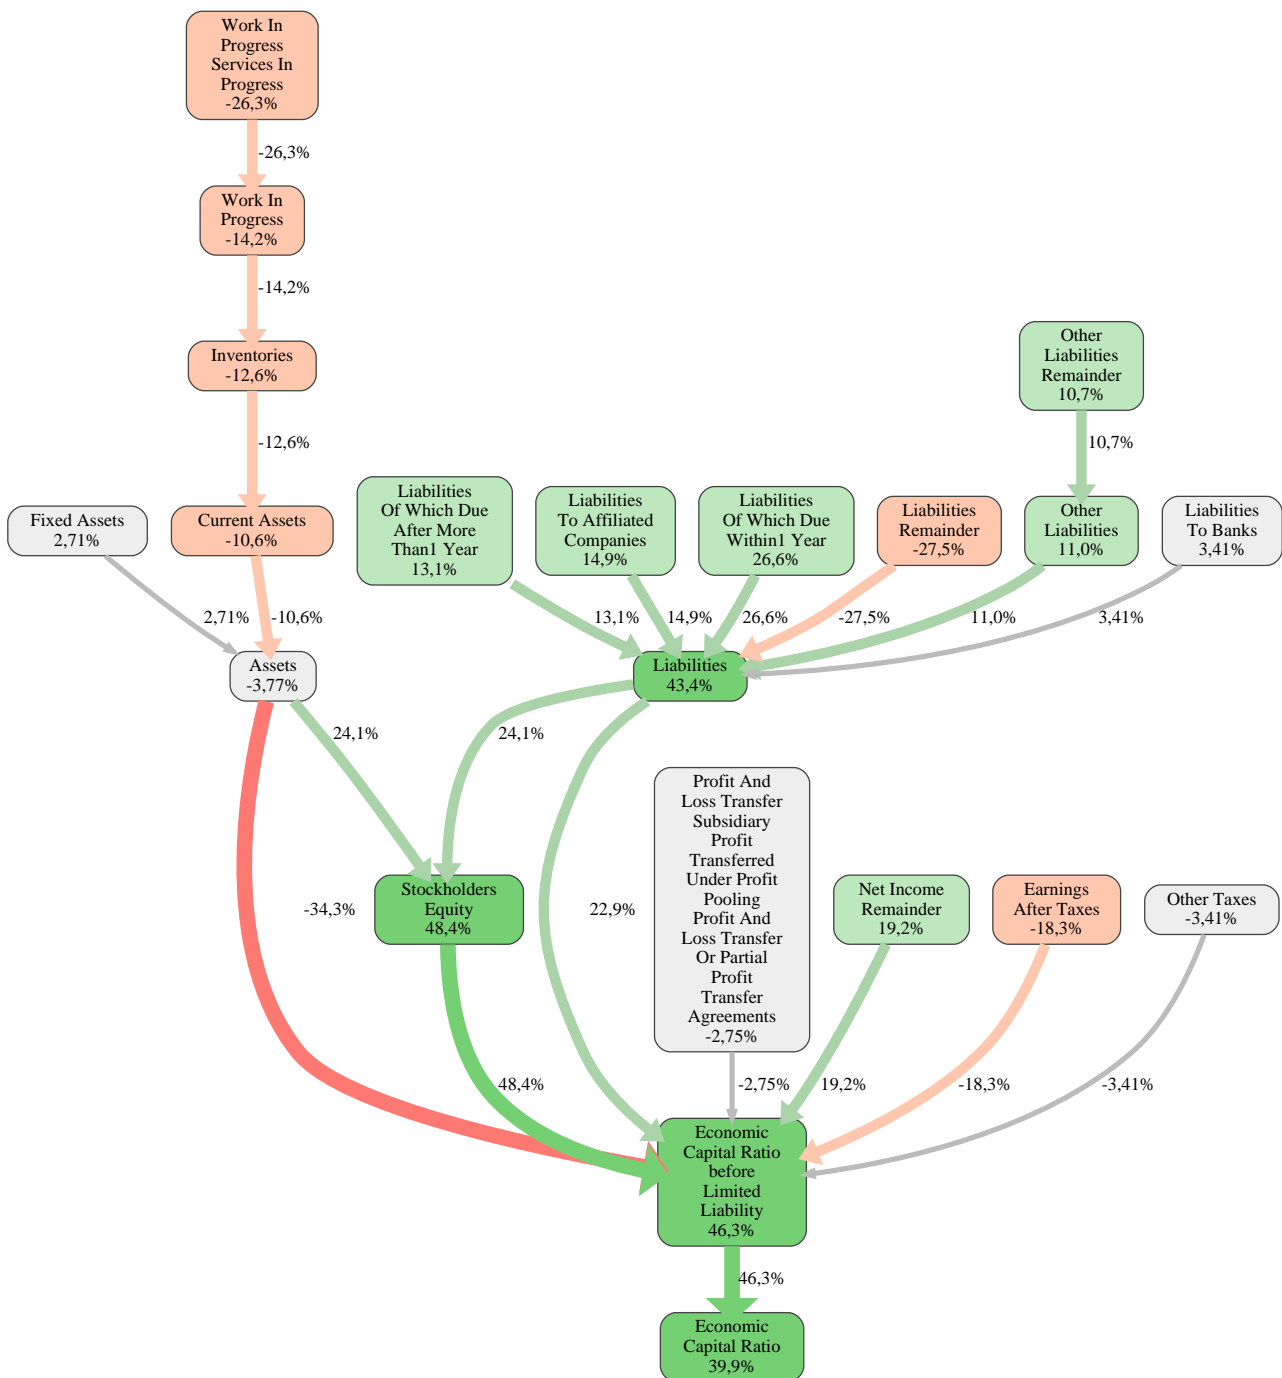 Work In
Progress
Services In
Progress
-26,3%
-26,3%
Work In
Progress
-14,2%
-14,2%
Inventories
-12,6%
-12,6%
Other
Liabilities
Remainder
10,7%
10,7%
Fixed Assets
2,71%
Current Assets
-10,6%
Liabilities
Of Which Due
After More
Than1 Year
13,1%
Liabilities
To Affiliated
Companies
14,9%
Liabilities
Of Which Due
Within1 Year
26,6%
Liabilities
Remainder
-27,5%
Other
Liabilities
11,0%
Liabilities
To Banks
3,41%
2,71%
-10,6%
13,1%
14,9%
26,6%
-27,5%
11,0%
3,41%
Assets
-3,77%
Liabilities
43,4%
24,1%
24,1%
Profit And
Loss Transfer
Subsidiary
Profit
Transferred
Under Profit
Pooling
Profit And
Loss Transfer
Or Partial
Profit
Transfer
Agreements
-2,75%
Stockholders
Equity
48,4%
Net Income
Remainder
19,2%
Earnings
After Taxes
-18,3%
Other Taxes
-3,41%
-34,3%
22,9%
48,4%
-2,75%
19,2%
-18,3%
-3,41%
Economic
Capital Ratio
before
Limited
Liability
46,3%
46,3%
Economic
Capital Ratio
39,9%